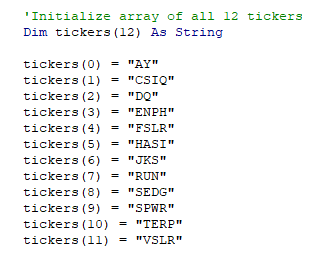 'Initialize array of all 12 tickers
Dim tickers(12) As String
tickers(0) = "AY"
tickers(1) = "CSIQ"
tickers(2) = "DQ"
tickers(3) = "ENPH"
tickers(4) = "FSLR"
tickers(5) = "HASI"
tickers(6) = "JKS"
tickers(7) = "RUN"
tickers(8) = "SEDG"
tickers(9) = "SPWR"
tickers(10) = "TERP"
tickers(11) = "VSLR"